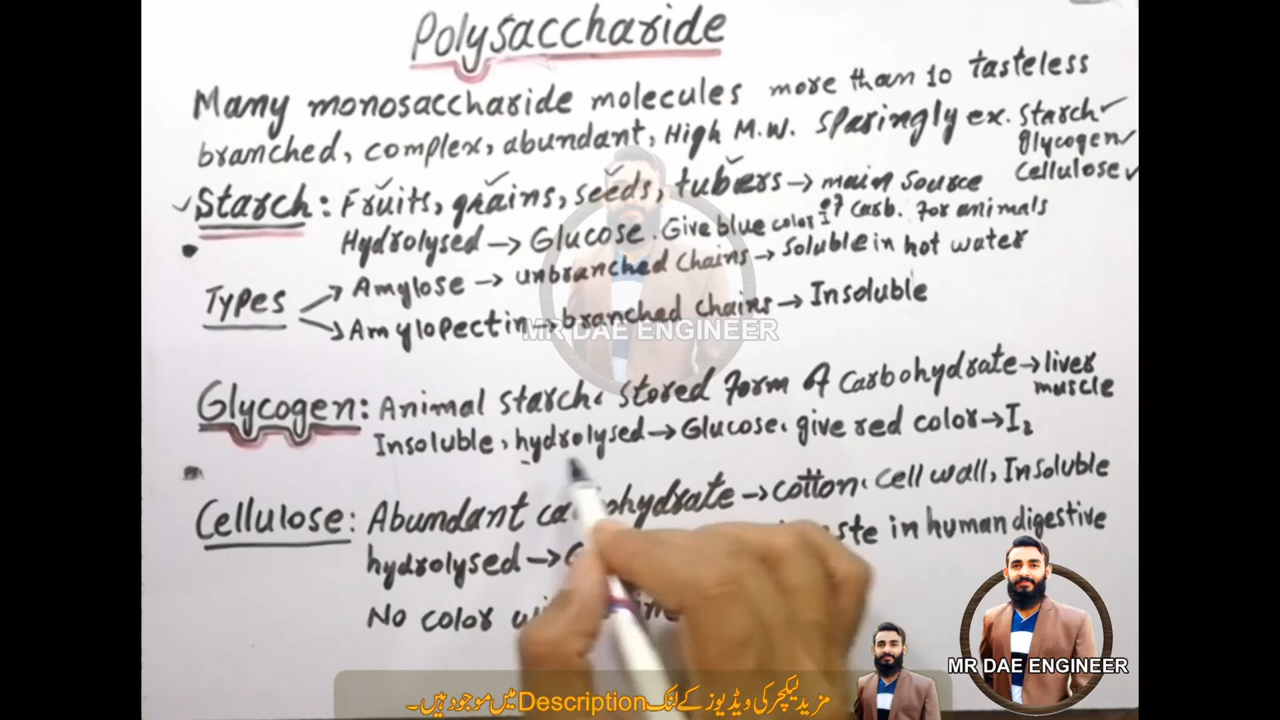 Polysaccharide
Many monosaccharide molecules more than 10 tasteless
branched, complex, abundant, High M.W. sparingly ex. starch
glycogen
cellulose
Starch: Fruits, grains, seeds, tubers → main source
of carb. for animals
Hydrolysed → Glucose. Give blue color I
Types
Amylose → unbranched chains → soluble in hot water
Amylopectin → branched chains → Insoluble
MR DAE ENGINEER
Glycogen: Animal starch, stored form of carbohydrate → liver
muscle
Insoluble, hydrolysed → Glucose, give red color → I2
Cellulose: Abundant carbohydrate → cotton, cell wall, Insoluble
hydrolysed → G in human digestive
No color
MR DAE ENGINEER
مزید لیکچر کی ویڈیوز کے لنک Description میں موجود ہیں۔